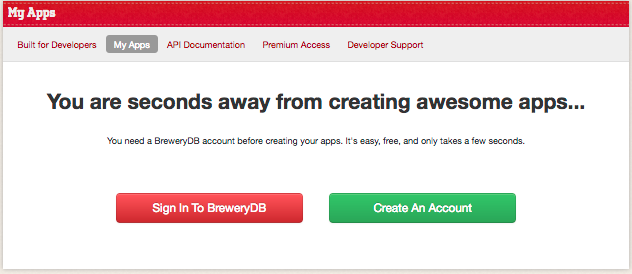 My Apps
Built for Developers My Apps API Documentation Premium Access Developer Support
You are seconds away from creating awesome apps...
You need a BreweryDB account before creating your apps. It's easy, free, and only takes a few seconds.
Sign In To BreweryDB Create An Account